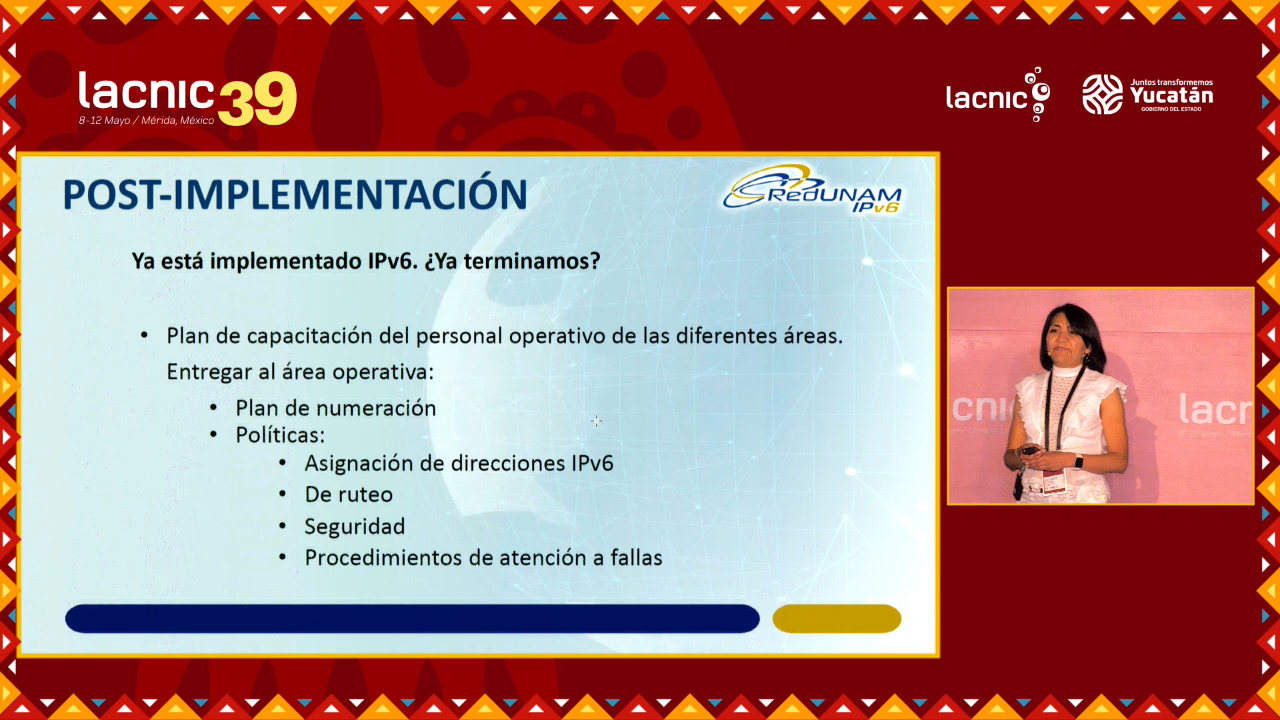 lacnic 39
8-12 Mayo / Mérida, México
lacnic
Juntos transformemos
Yucatán
GOBIERNO DEL ESTADO
POST-IMPLEMENTACIÓN
RedUNAM
IPv6
Ya está implementado IPv6. ¿Ya terminamos?
• Plan de capacitación del personal operativo de las diferentes áreas.
Entregar al área operativa:
• Plan de numeración
• Políticas:
• Asignación de direcciones IPv6
• De ruteo
• Seguridad
• Procedimientos de atención a fallas
cnic
lacn